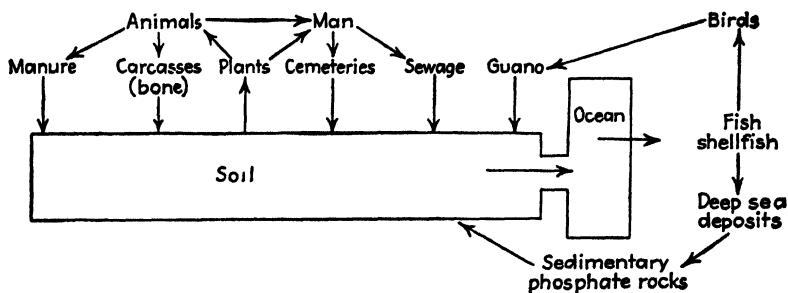 Animals
Man
Birds
Manure
Carcasses
(bone)
Plants
Cemeteries
Sewage
Guano
Ocean
Fish
shellfish
Soil
Deep sea
deposits
Sedimentary
phosphate rocks